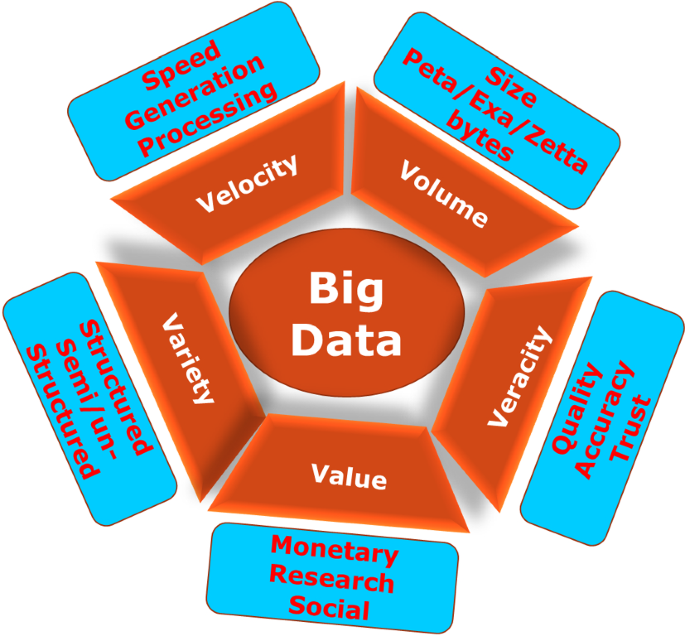 Speed
Generation
Processing
Size
Peta/Exa/Zetta
bytes
Velocity
Volume
Big
Data
Structured
Semi/un-
Structured
Variety
Veracity
Quality
Accuracy
Trust
Value
Monetary
Research
Social